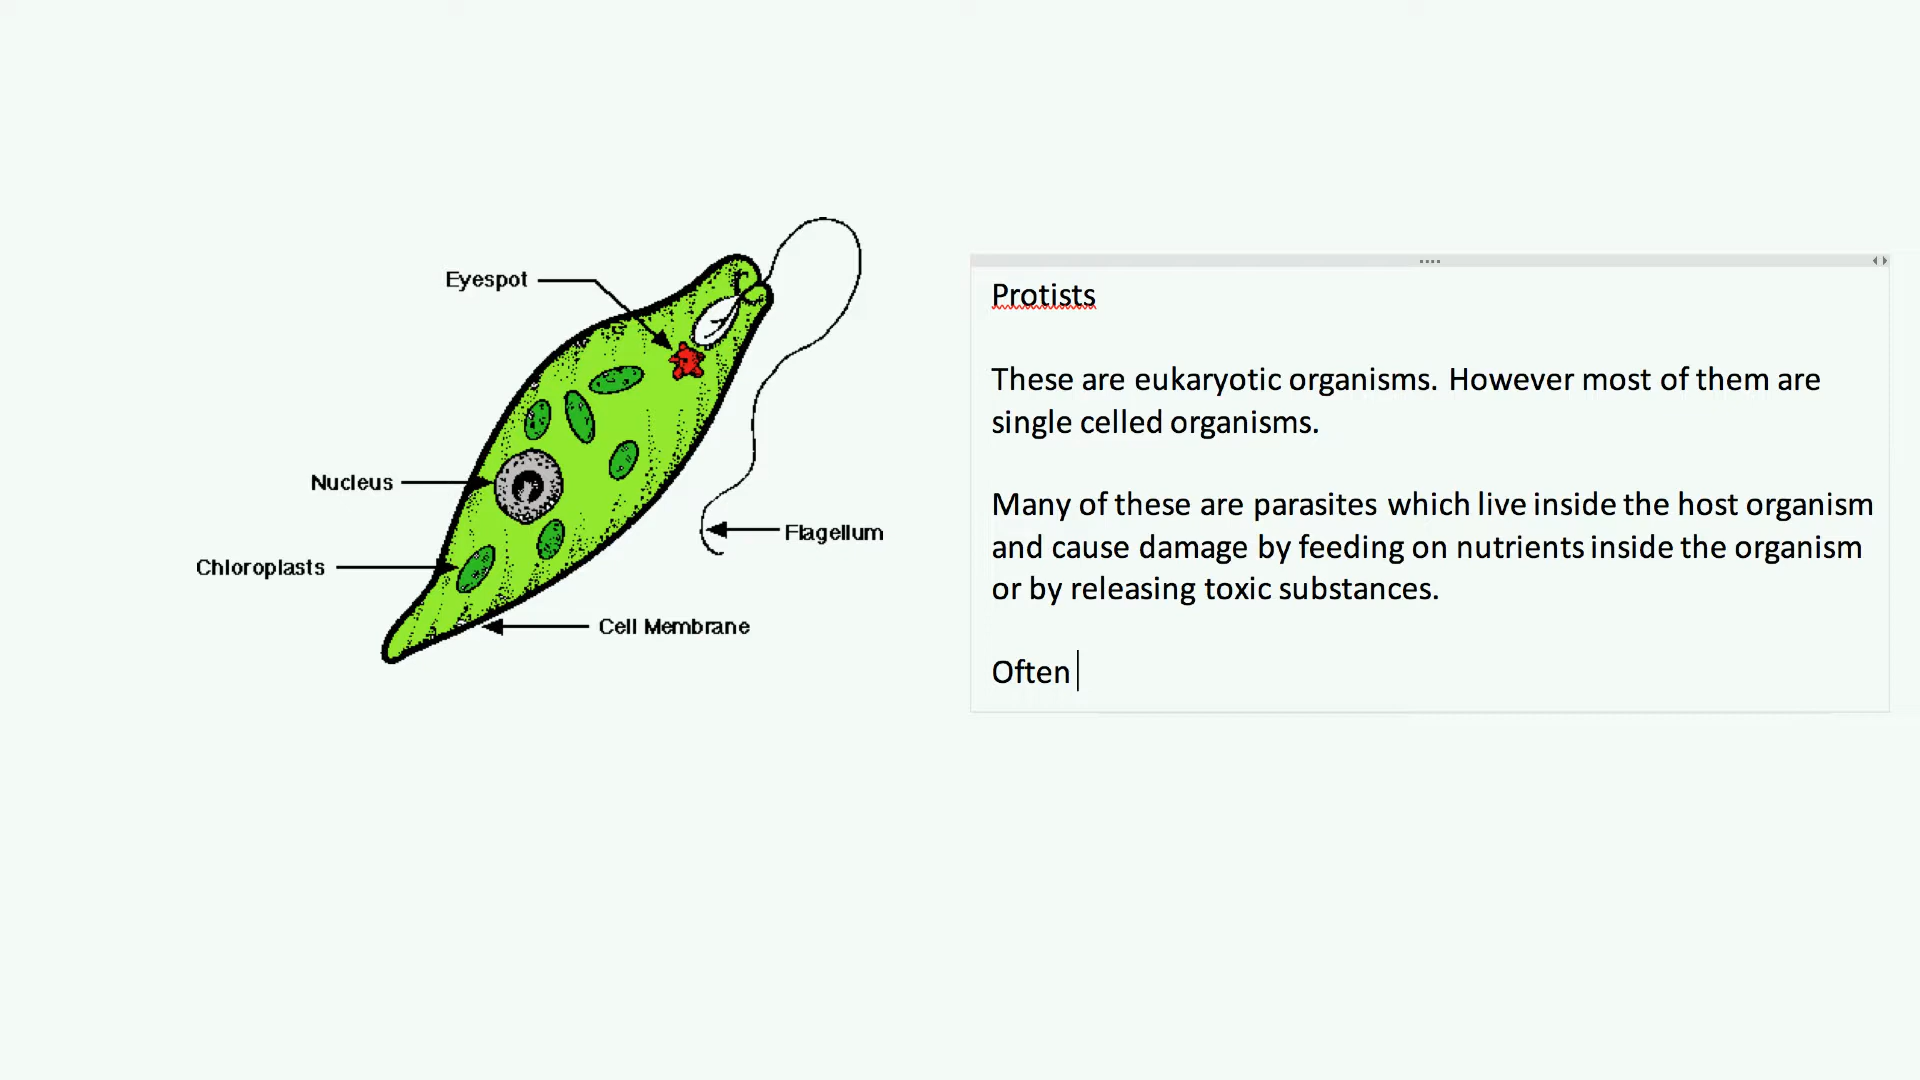 Eyespot
Nucleus
Chloroplasts
Flagellum
Cell Membrane
Protists
These are eukaryotic organisms. However most of them are
single celled organisms.
Many of these are parasites which live inside the host organism
and cause damage by feeding on nutrients inside the organism
or by releasing toxic substances.
Often